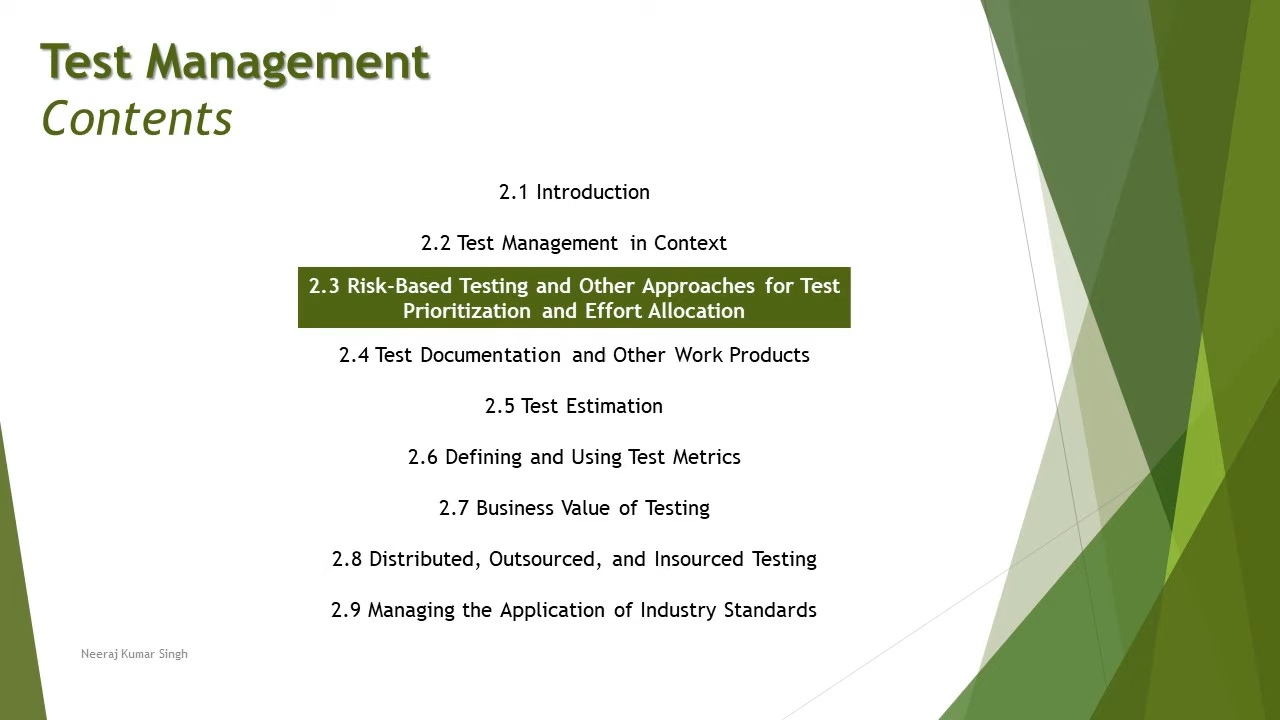 Test Management
Contents
2.1 Introduction
2.2 Test Management in Context
2.3 Risk-Based Testing and Other Approaches for Test
Prioritization and Effort Allocation
2.4 Test Documentation and Other Work Products
2.5 Test Estimation
2.6 Defining and Using Test Metrics
2.7 Business Value of Testing
2.8 Distributed, Outsourced, and Insourced Testing
2.9 Managing the Application of Industry Standards
Neeraj Kumar Singh